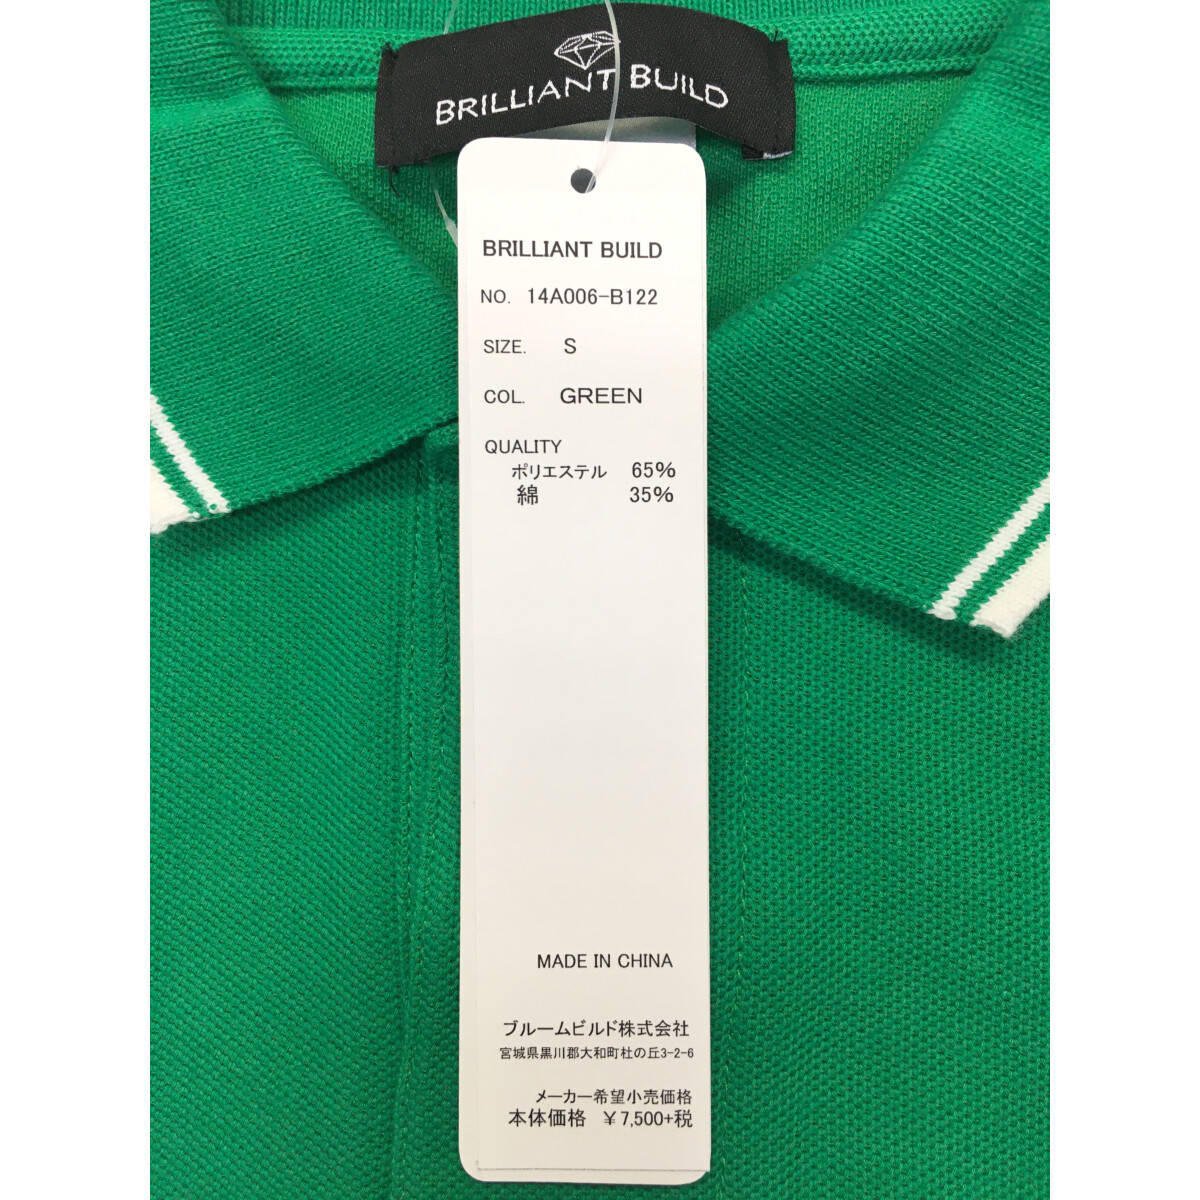 BRILLIANT BUILD
BRILLIANT BUILD
NO. 14A006-B122
SIZE. S
COL. GREEN
QUALITY
ポリエステル 65%
綿 35%
MADE IN CHINA
ブルームビルド株式会社
宮城県黒川郡大和町杜の丘3-2-6
メーカー希望小売価格
本体価格 ¥7,500+税